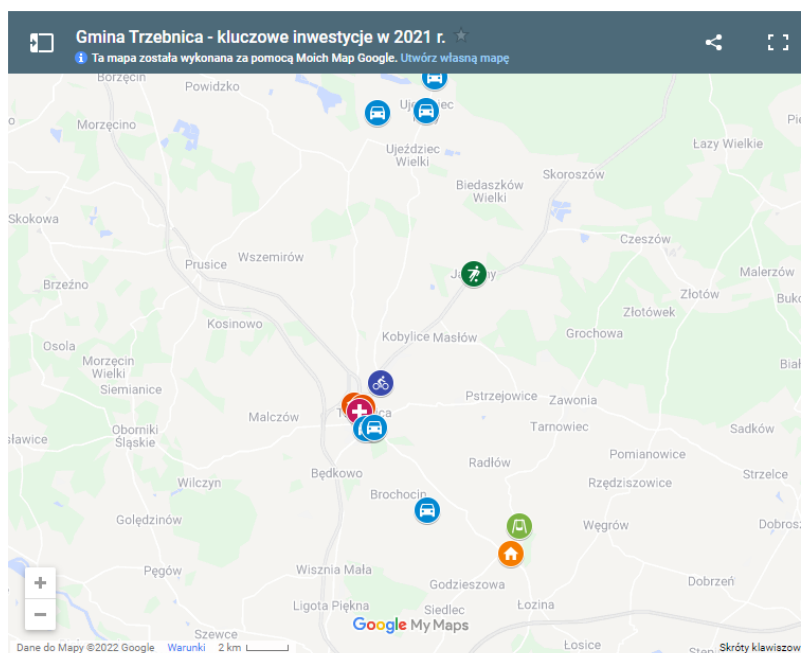 Gmina Trzebnica - kluczowe inwestycje w 2021 r.
Ta mapa została wykonana za pomocą Moich Map Google. Utwórz własną mapę
Borzęcin
Powidzko
Morzęcino
Ujeździec
Ujeździec
Wielki
Łazy Wielkie
Skoroszów
Biedaszków
Wielki
Skokowa
Czeszów
Wszemirów
Prusice
Malerzów
Brzeźno
Złotów
Złotówek
Kosinowo
Kobylice
Masłów
Grochowa
Osola
Morzęcin
Wielki
Siemianice
Pstrzejowice
Zawonia
Malczów
Oborniki
Śląskie
Tarnowiec
Sadków
Pomianowice
Radłów
Będkowo
Strzelce
Wilczyn
Rzędziszowice
Brochocin
Golędzinów
Węgrów
Pęgów
Wisznia Mała
Godzieszowa
Dobrzeń
Ligota Piękna
Siedlec
Łozina
Google My Maps
Szewce
Łosice
Dane do Mapy ©2022 Google
Warunki
2 km
Skróty klawiszow